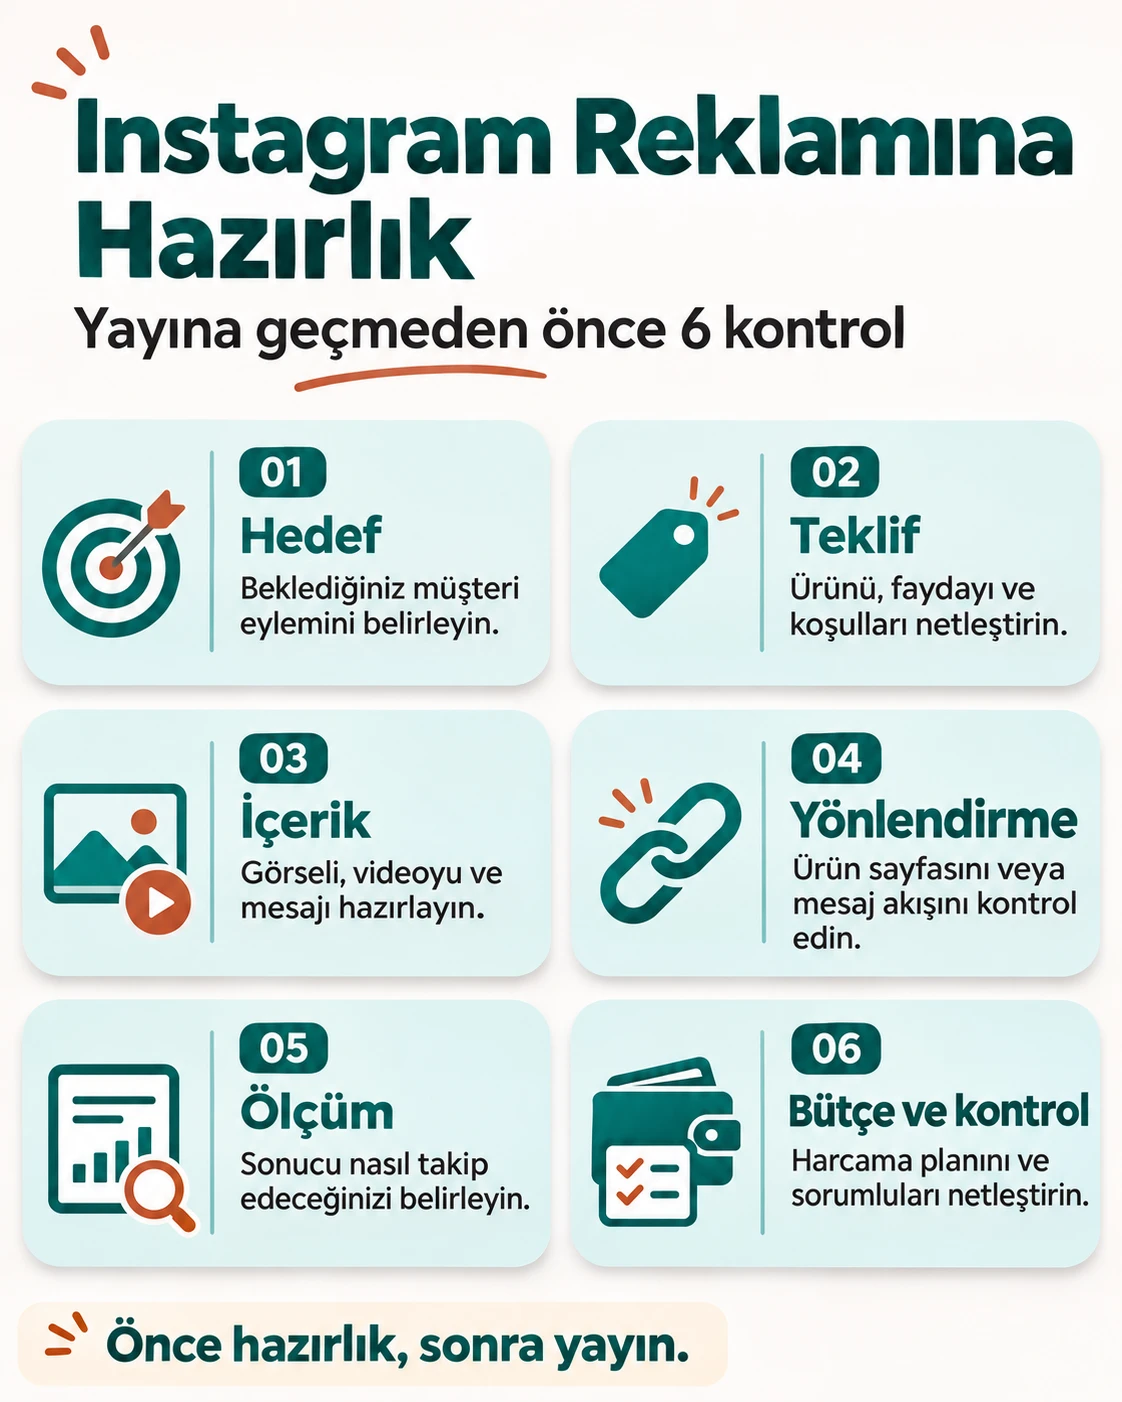 Instagram Reklamına
Hazırlık
Yayına geçmeden önce 6 kontrol
01
Hedef
Beklediğiniz müşteri
eylemini belirleyin.
02
Teklif
Ürünü, faydayı ve
koşulları netleştirin.
03
İçerik
Görseli, videoyu ve
mesajı hazırlayın.
04
Yönlendirme
Ürün sayfasını veya
mesaj akışını kontrol
edin.
05
Ölçüm
Sonucu nasıl takip
edeceğinizi belirleyin.
06
Bütçe ve kontrol
Harcama planını ve
sorumluları netleştirin.
Önce hazırlık, sonra yayın.